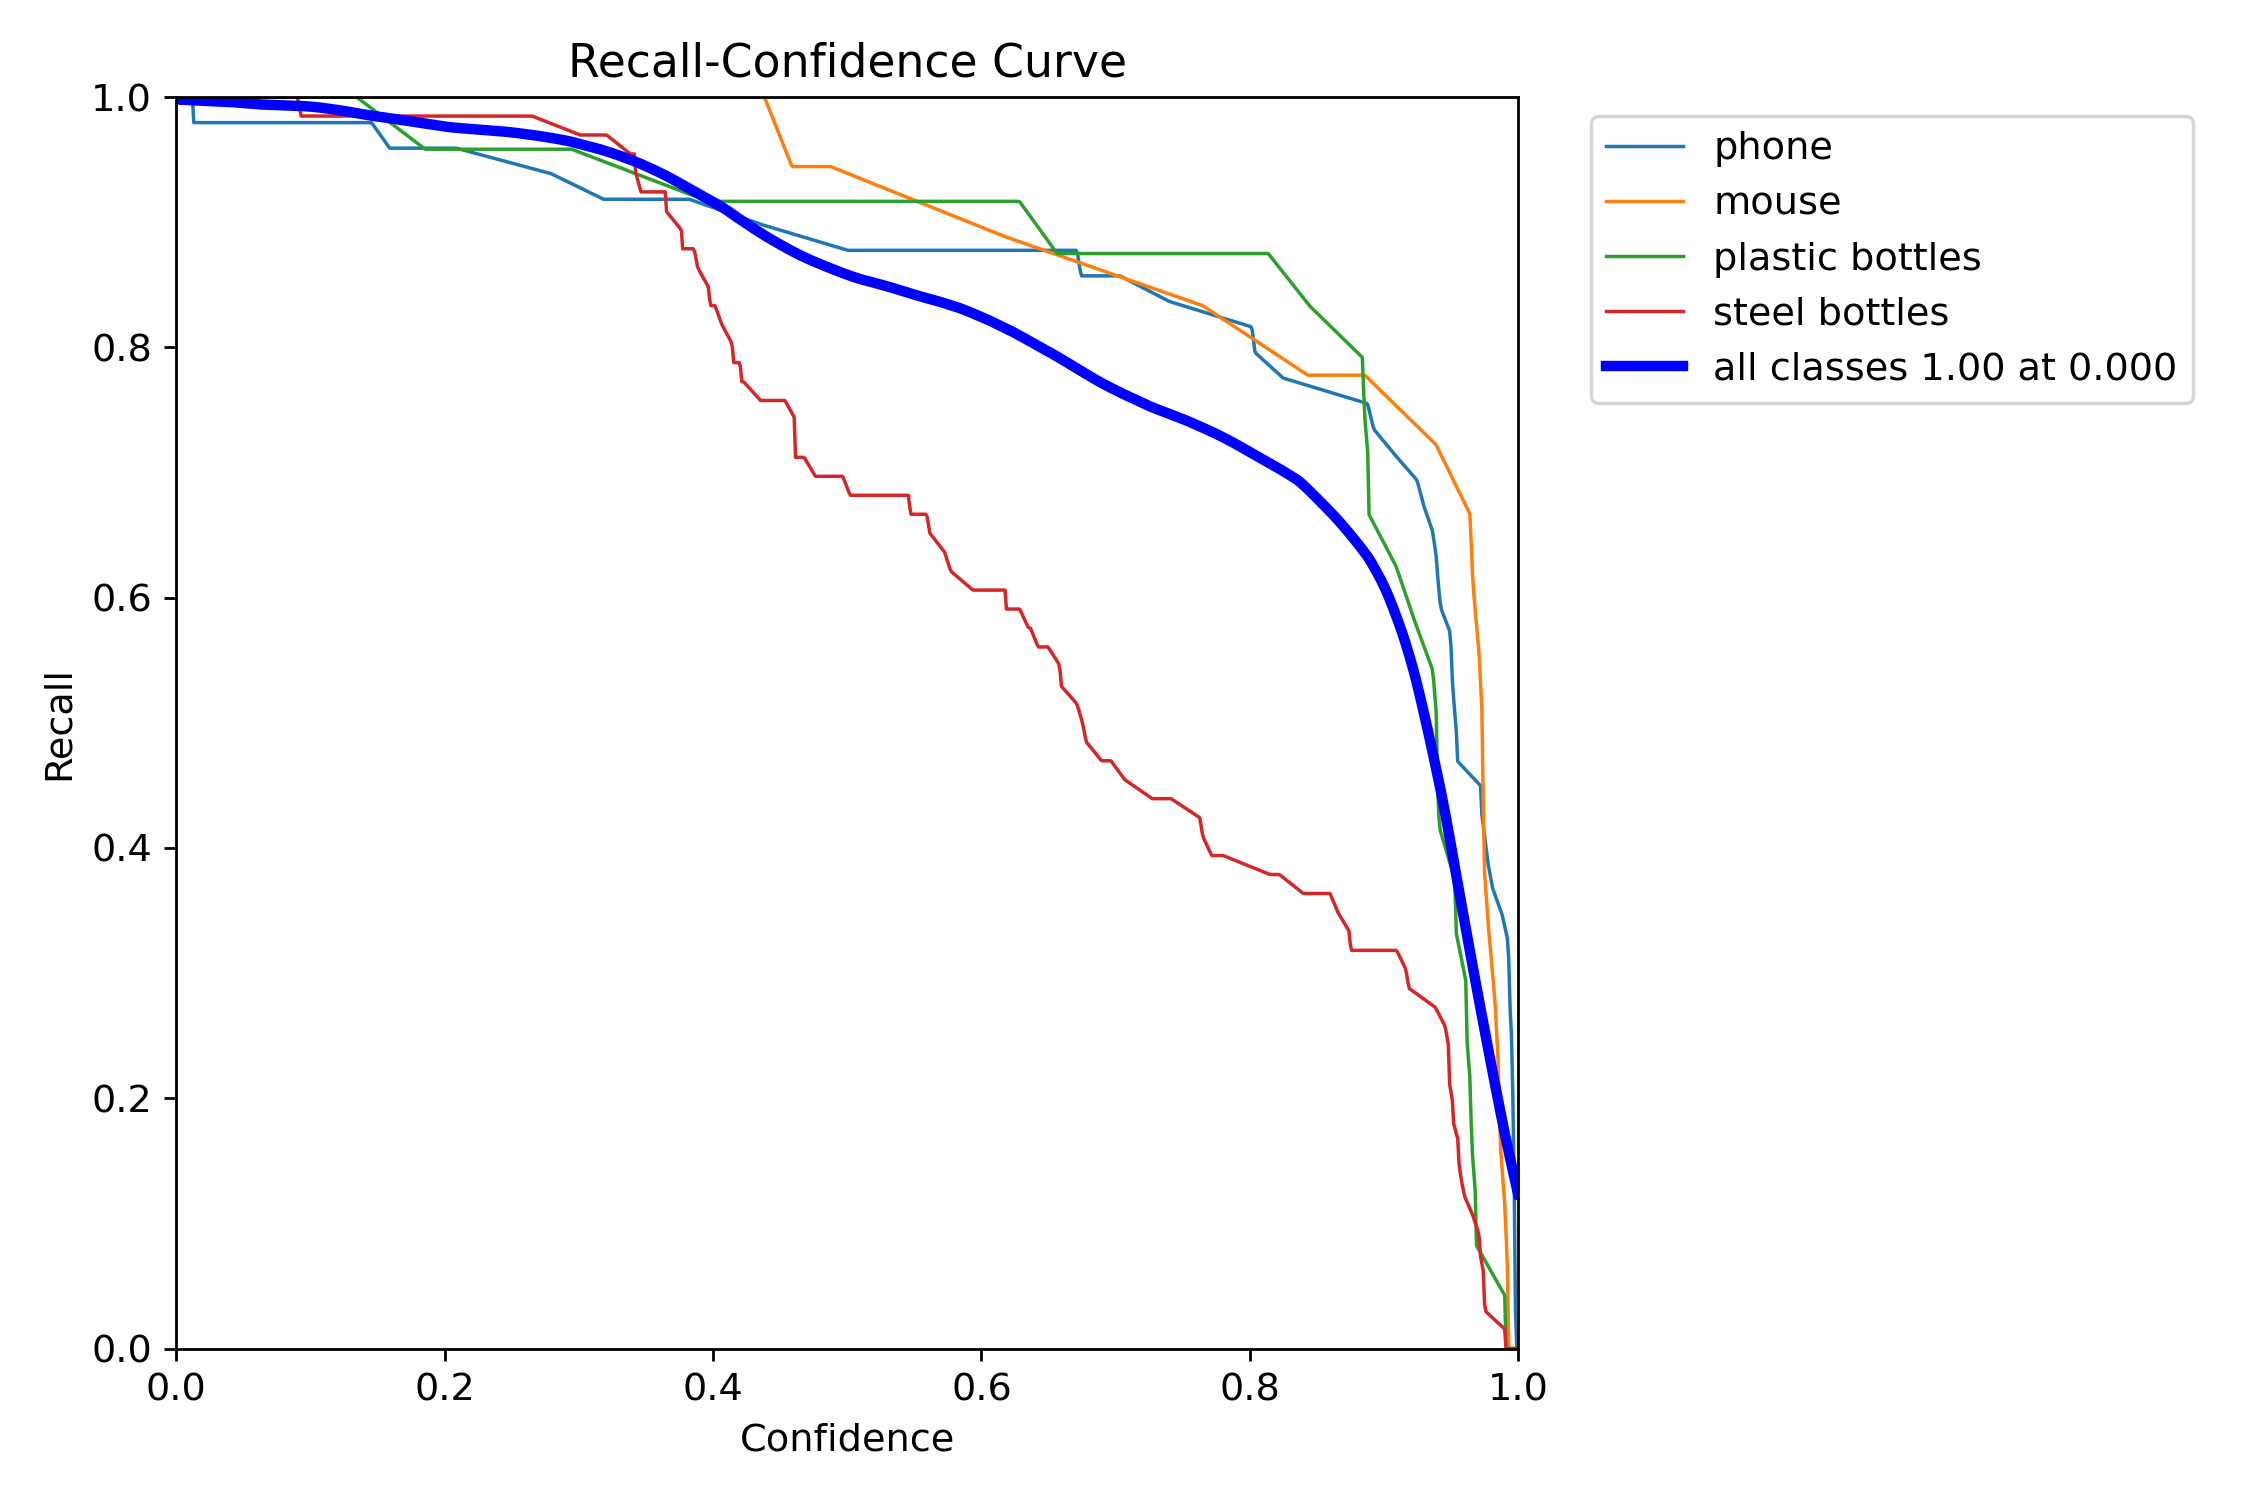 Recall-Confidence Curve
1.0
0.8
0.6
0.4
0.2
0.0
Recall
0.0 0.2 0.4 0.6 0.8 1.0
Confidence
phone
mouse
plastic bottles
steel bottles
all classes 1.00 at 0.000